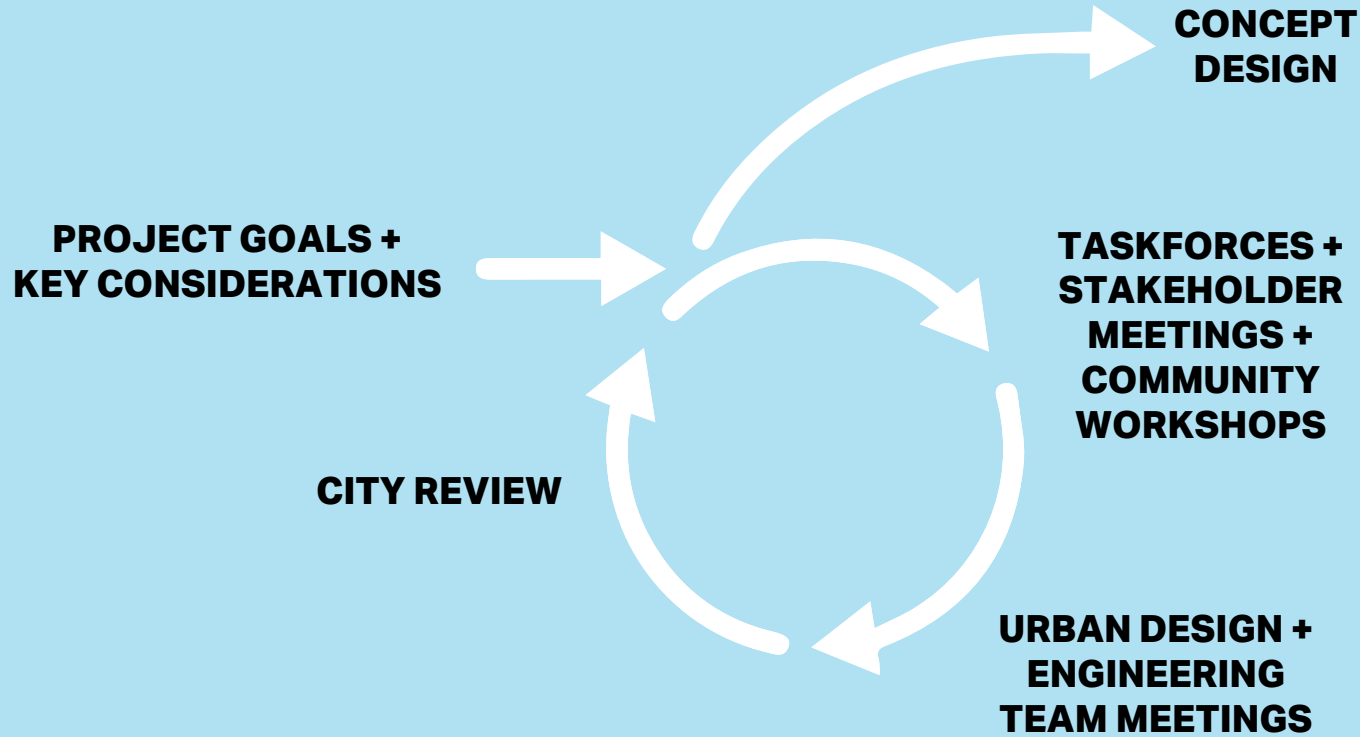 CONCEPT
DESIGN
PROJECT GOALS +
KEY CONSIDERATIONS
TASKFORCES +
STAKEHOLDER
MEETINGS +
COMMUNITY
WORKSHOPS
CITY REVIEW
URBAN DESIGN +
ENGINEERING
TEAM MEETINGS